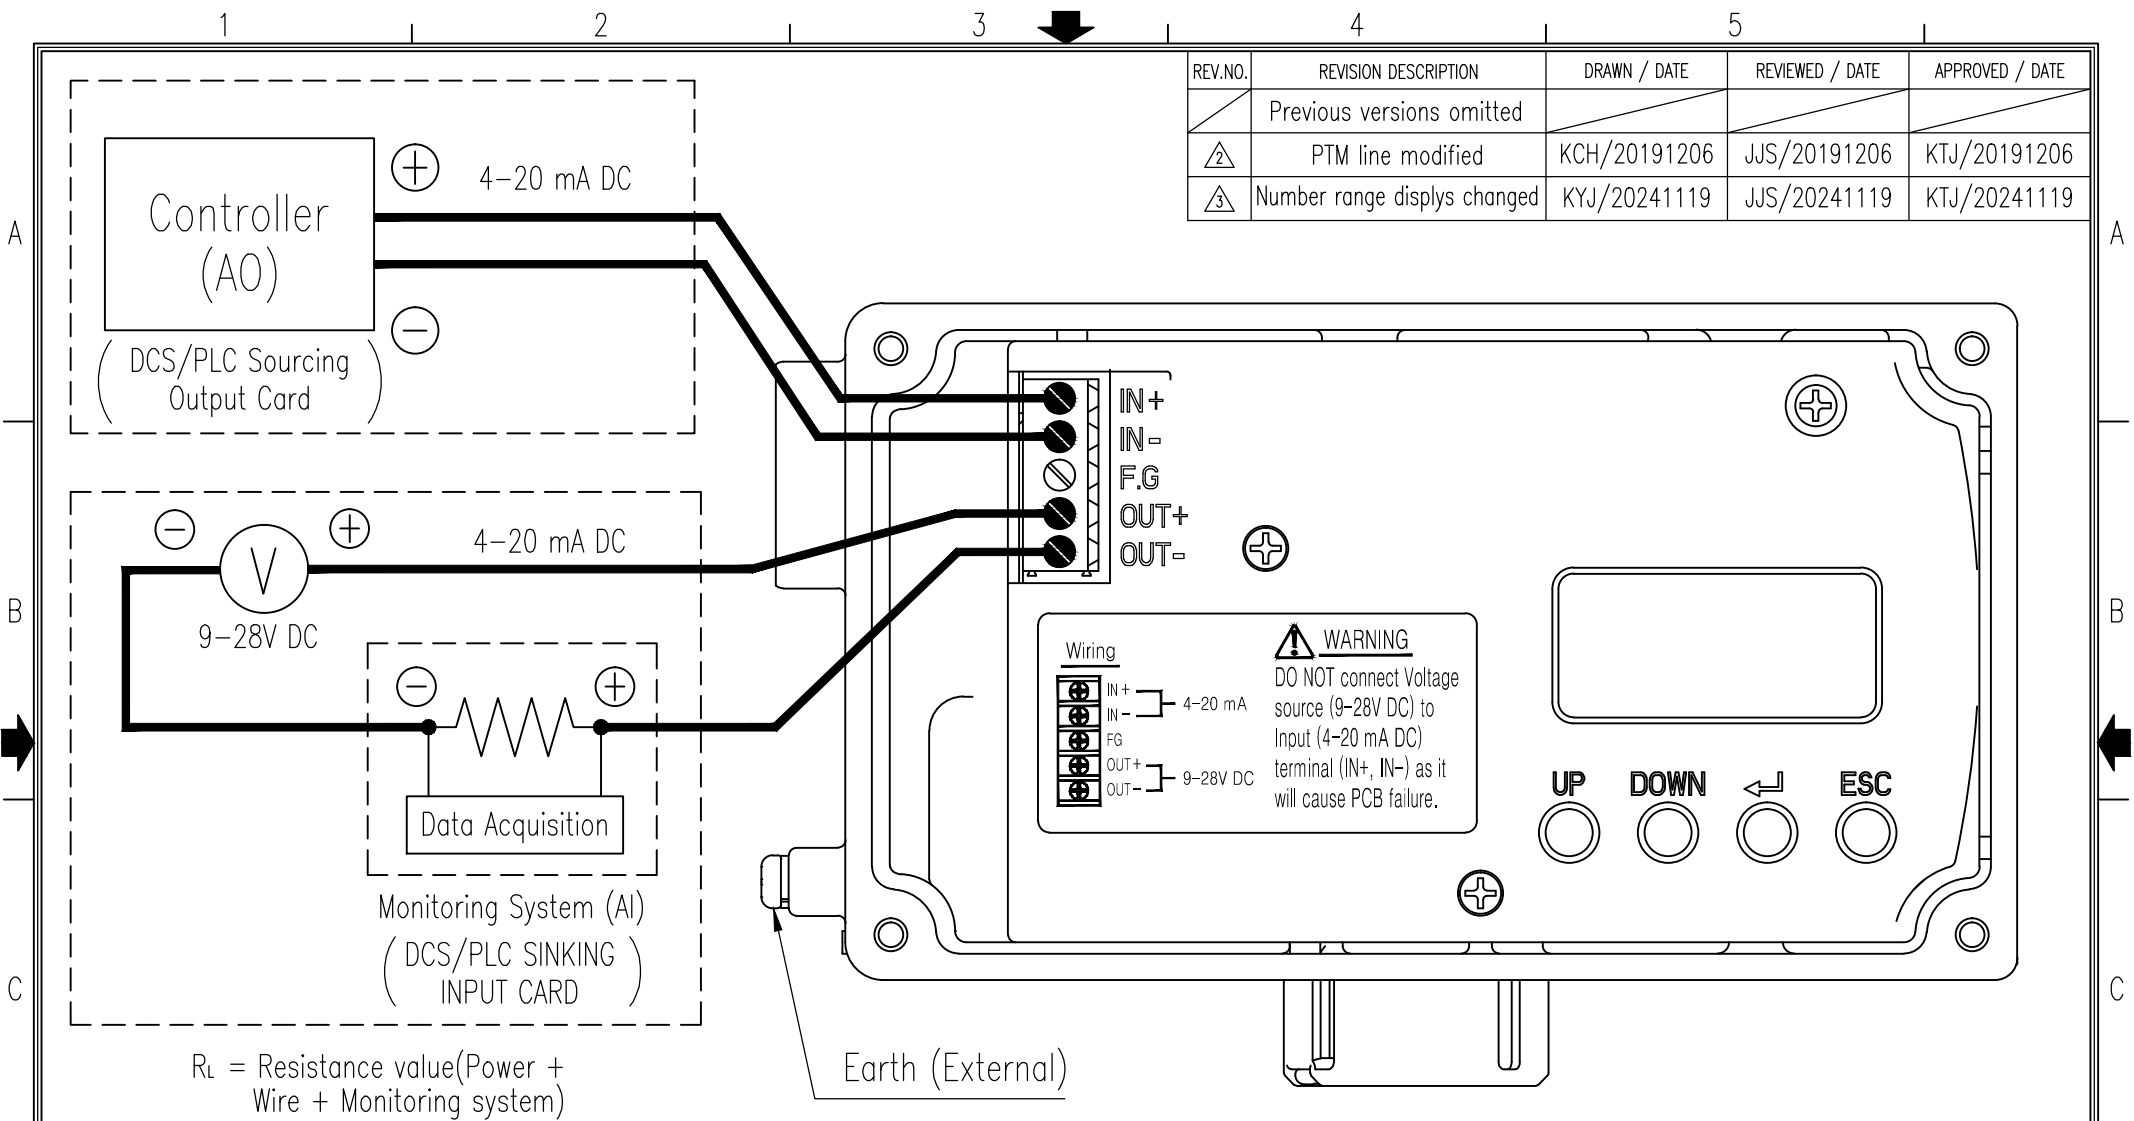 1 2 3 4 5
REV.NO. REVISION DESCRIPTION DRAWN / DATE REVIEWED / DATE APPROVED / DATE
Previous versions omitted
2 PTM line modified KCH/20191206 JJS/20191206 KTJ/20191206
3 Number range displys changed KYJ/20241119 JJS/20241119 KTJ/20241119
A
A
Controller
(AO)
+
4-20 mA DC
−
( DCS/PLC Sourcing
Output Card )
IN+
IN-
F.G
OUT+
OUT-
− + 4-20 mA DC
V
9-28V DC
B
B
− +
Data Acquisition
Monitoring System (AI)
( DCS/PLC SINKING
INPUT CARD )
RL = Resistance value(Power +
Wire + Monitoring system)
Wiring
IN+
IN-
4-20 mA
FG
OUT+
OUT-
9-28V DC
WARNING
DO NOT connect Voltage
source (9-28V DC) to
Input (4-20 mA DC)
terminal (IN+, IN-) as it
will cause PCB failure.
UP DOWN ESC
C
C
Earth (External)